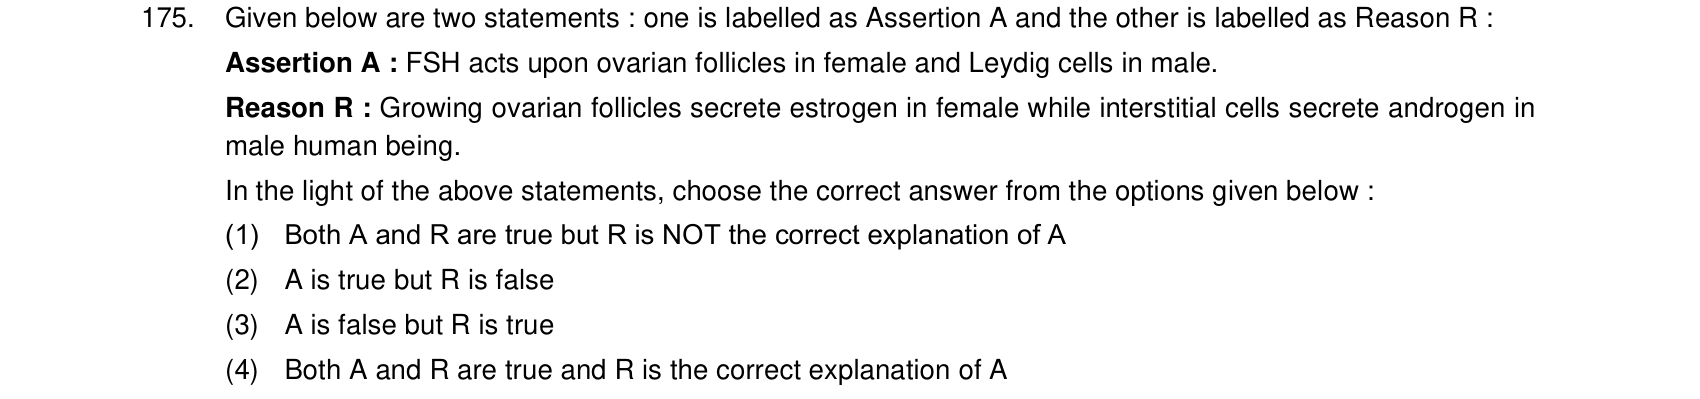 175. Given below are two statements : one is labelled as Assertion A and the other is labelled as Reason R :
Assertion A : FSH acts upon ovarian follicles in female and Leydig cells in male.
Reason R : Growing ovarian follicles secrete estrogen in female while interstitial cells secrete androgen in
male human being.
In the light of the above statements, choose the correct answer from the options given below :
(1) Both A and R are true but R is NOT the correct explanation of A
(2) A is true but R is false
(3) A is false but R is true
(4) Both A and R are true and R is the correct explanation of A